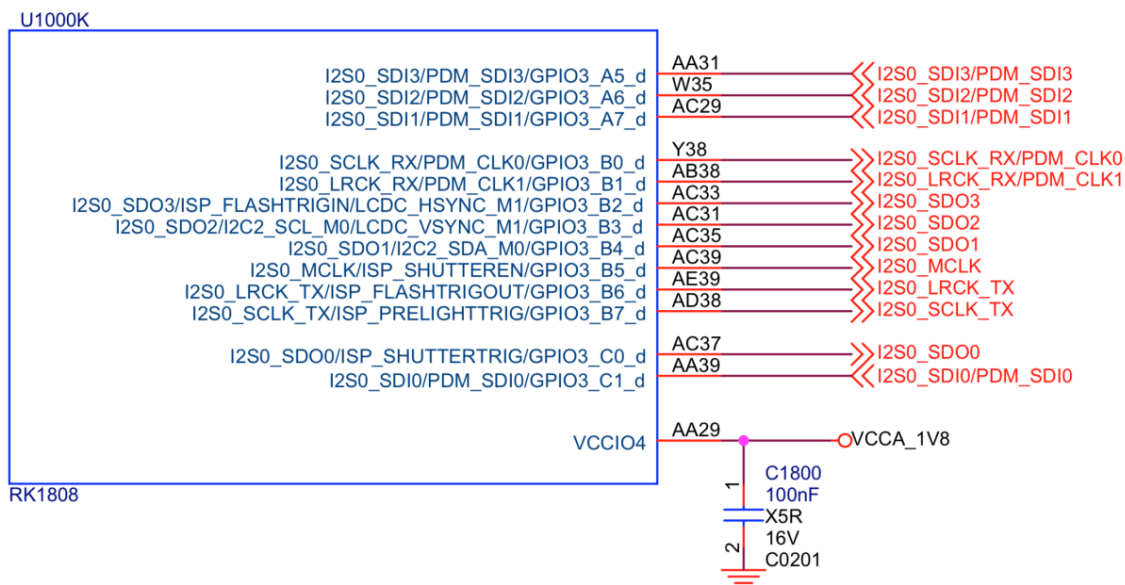 U1000K
I2S0_SDI3/PDM_SDI3/GPIO3_A5_d AA31 I2S0_SDI3/PDM_SDI3
I2S0_SDI2/PDM_SDI2/GPIO3_A6_d W35 I2S0_SDI2/PDM_SDI2
I2S0_SDI1/PDM_SDI1/GPIO3_A7_d AC29 I2S0_SDI1/PDM_SDI1
I2S0_SCLK_RX/PDM_CLK0/GPIO3_B0_d Y38 I2S0_SCLK_RX/PDM_CLK0
I2S0_LRCK_RX/PDM_CLK1/GPIO3_B1_d AB38 I2S0_LRCK_RX/PDM_CLK1
I2S0_SDO3/ISP_FLASHTRIGIN/LCDC_HSYNC_M1/GPIO3_B2_d AC33 I2S0_SDO3
I2S0_SDO2/I2C2_SCL_M0/LCDC_VSYNC_M1/GPIO3_B3_d AC31 I2S0_SDO2
I2S0_SDO1/I2C2_SDA_M0/GPIO3_B4_d AC35 I2S0_SDO1
I2S0_MCLK/ISP_SHUTTEREN/GPIO3_B5_d AC39 I2S0_MCLK
I2S0_LRCK_TX/ISP_FLASHTRIGOUT/GPIO3_B6_d AE39 I2S0_LRCK_TX
I2S0_SCLK_TX/ISP_PRELIGHTTRIG/GPIO3_B7_d AD38 I2S0_SCLK_TX
I2S0_SDO0/ISP_SHUTTERTRIG/GPIO3_C0_d AC37 I2S0_SDO0
I2S0_SDI0/PDM_SDI0/GPIO3_C1_d AA39 I2S0_SDI0/PDM_SDI0
VCCIO4 AA29 VCCA_1V8
RK1808
C1800
1
100nF
X5R
16V
2
C0201